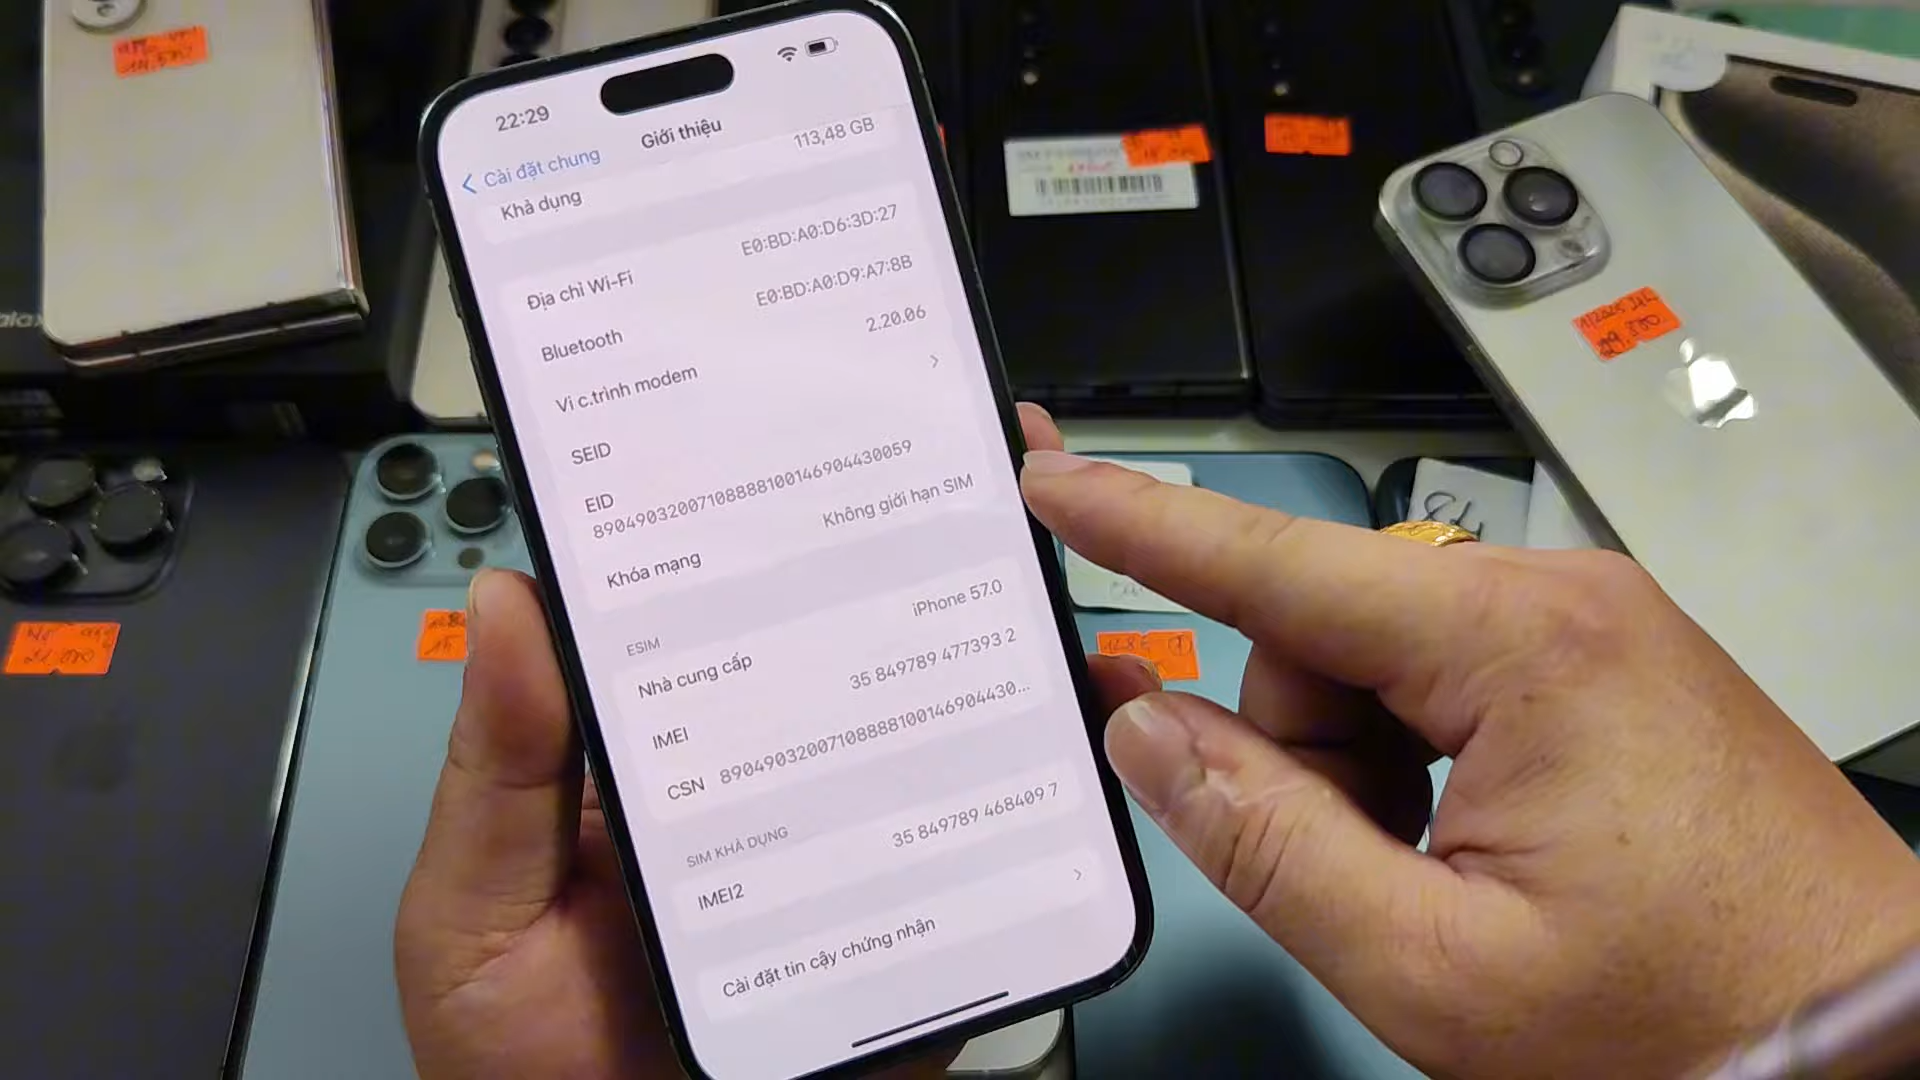 22:29
Giới thiệu
Cài đặt chung
Khả dụng 113,48 GB
Địa chỉ Wi-Fi E0:BD:A0:D6:3D:27
Bluetooth E0:BD:A0:D9:A7:8B
Vi c.trình modem 2.20.06
SEID
EID
89049032007108888100146904430059
Khóa mạng Không giới hạn SIM
ESIM
Nhà cung cấp iPhone 57.0
IMEI 35 849789 477393 2
CSN 89049032007108888100146904430...
SIM KHẢ DỤNG
IMEI2 35 849789 468409 7
Cài đặt tin cậy chứng nhận
29.500